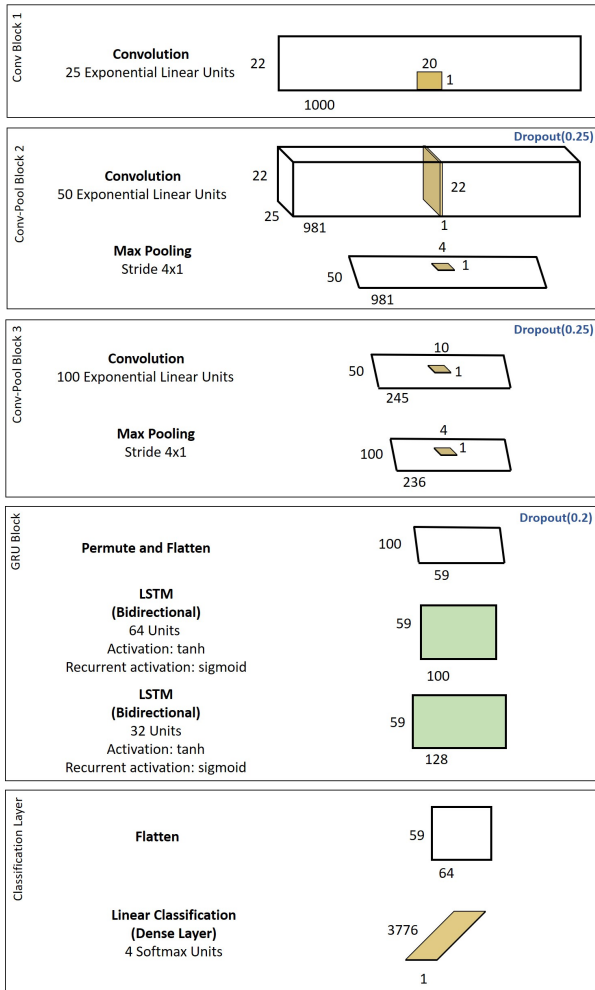 Conv Block 1
Convolution
25 Exponential Linear Units
22
20
1
1000
Conv-Pool Block 2
Dropout(0.25)
Convolution
50 Exponential Linear Units
22
22
25
981
1
Max Pooling
Stride 4x1
4
1
50
981
Conv-Pool Block 3
Dropout(0.25)
Convolution
100 Exponential Linear Units
10
50
1
245
Max Pooling
Stride 4x1
4
1
100
236
GRU Block
Dropout(0.2)
Permute and Flatten
100
59
LSTM
(Bidirectional)
64 Units
Activation: tanh
Recurrent activation: sigmoid
59
100
LSTM
(Bidirectional)
32 Units
Activation: tanh
Recurrent activation: sigmoid
59
128
Classification Layer
Flatten
59
64
Linear Classification
(Dense Layer)
4 Softmax Units
3776
1